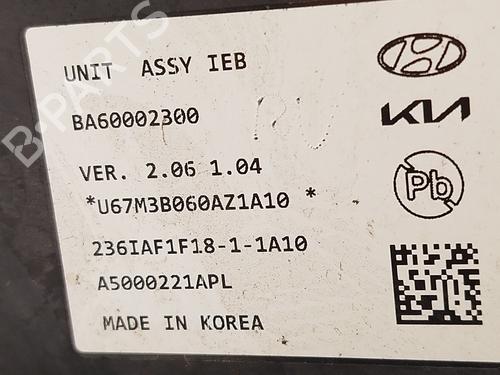 UNIT ASSY IEB
BA60002300
VER. 2.06 1.04
*U67M3B060AZ1A10 *
236IAF1F18-1-1A10
A5000221APL
MADE IN KOREA
KIA
Pb
B-PARTS